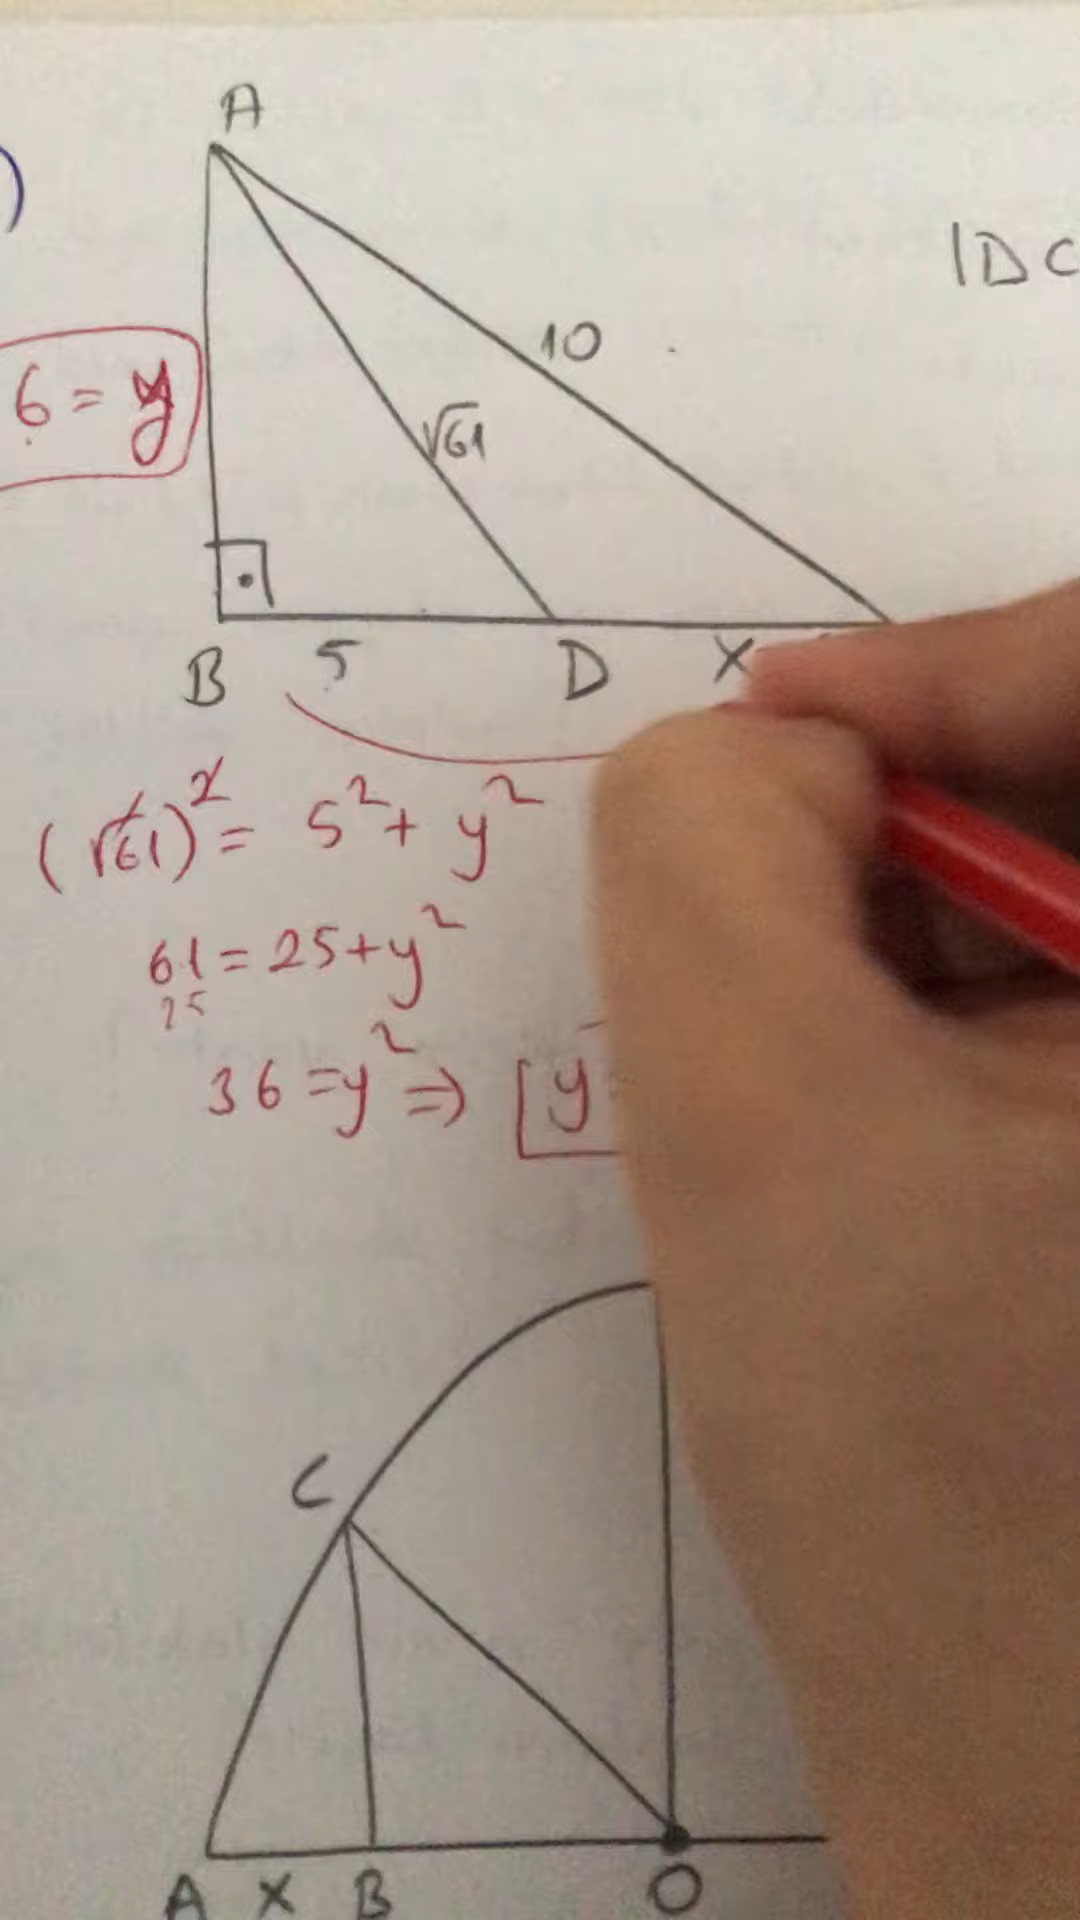 )
A
|DC
10
6 = y
√61
B 5 D X
(√61)² = 5² + y²
61 = 25 + y²
25
36 = y² ⇒ y
C
A X B O